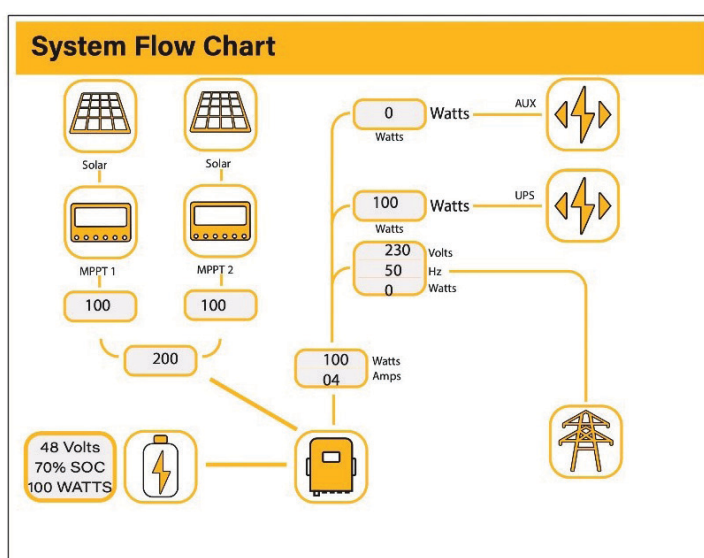 System Flow Chart
Solar
Solar
MPPT 1
MPPT 2
100
100
200
0 Watts
Watts
AUX
100 Watts
Watts
UPS
230 Volts
50 Hz
0 Watts
100 Watts
04 Amps
48 Volts
70% SOC
100 WATTS